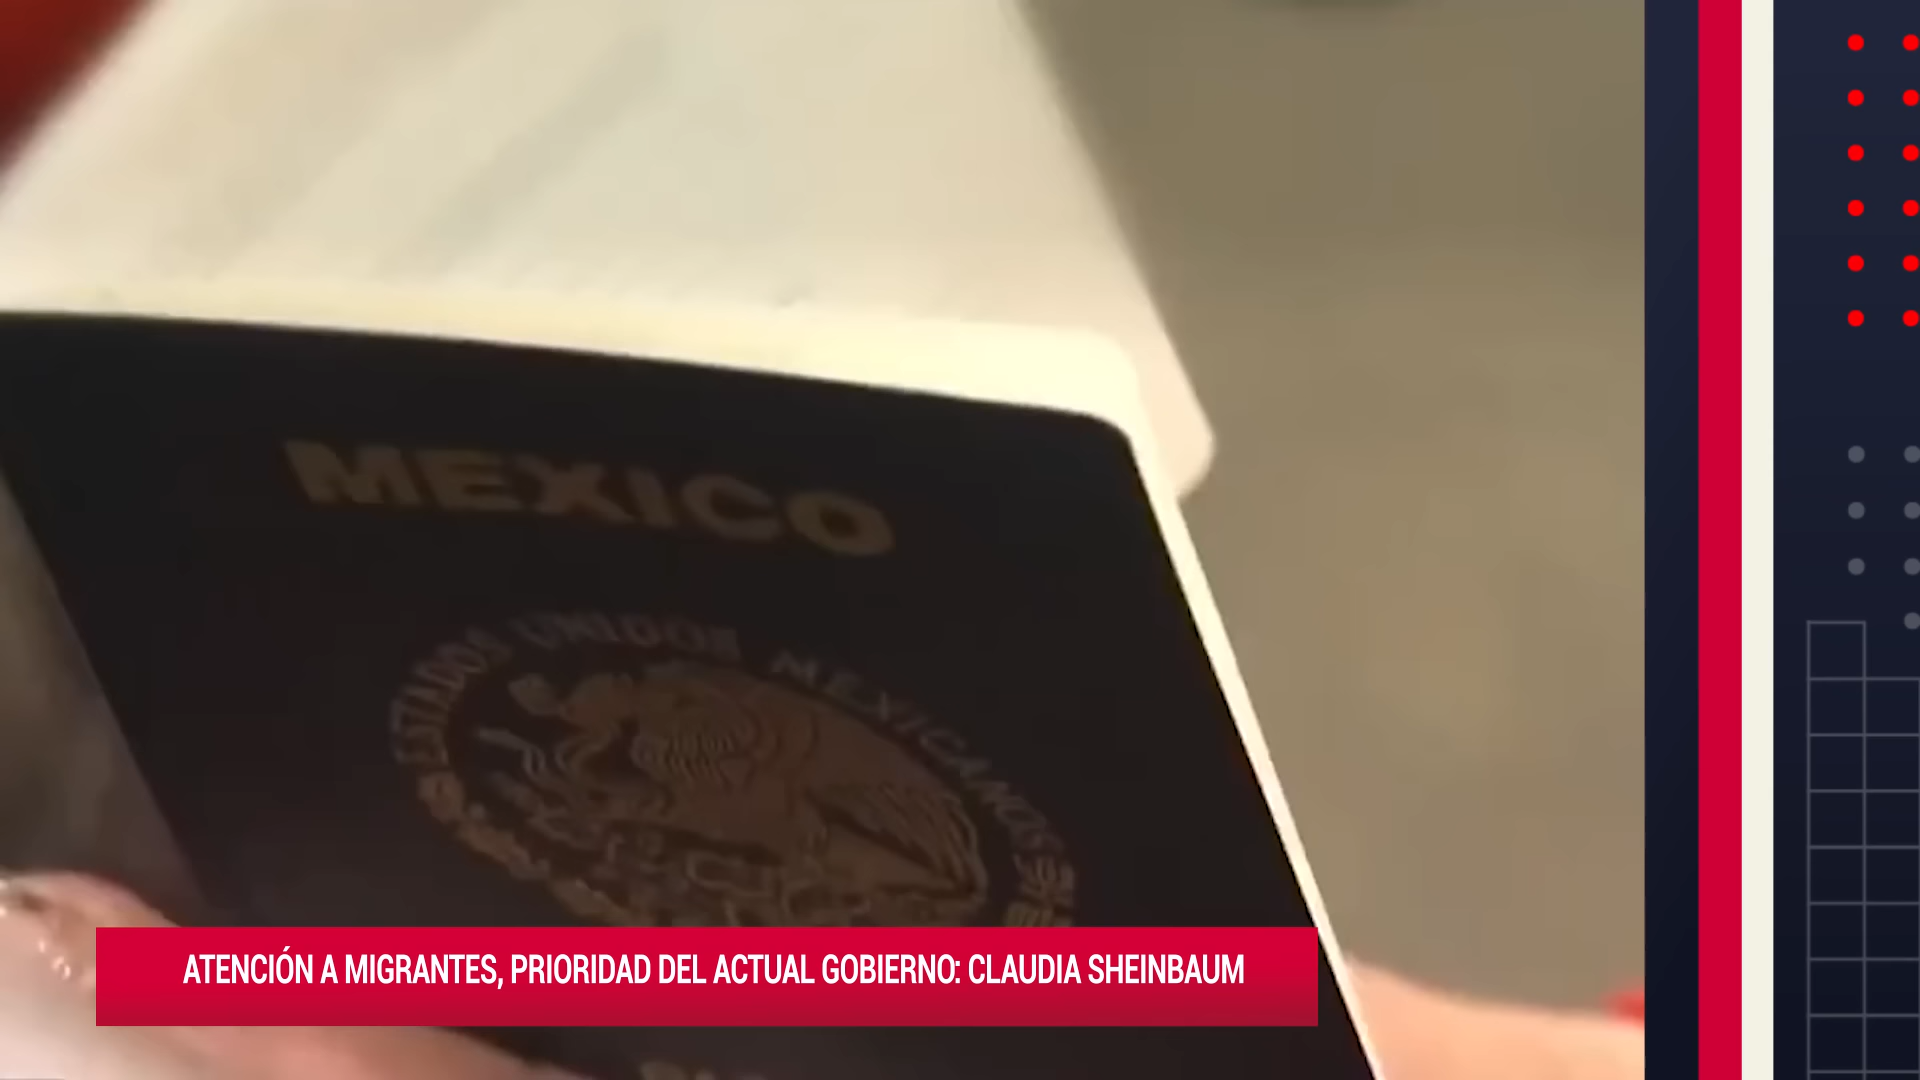 MEXICO
ESTADOS UNIDOS MEXICANOS
ATENCIÓN A MIGRANTES, PRIORIDAD DEL ACTUAL GOBIERNO: CLAUDIA SHEINBAUM